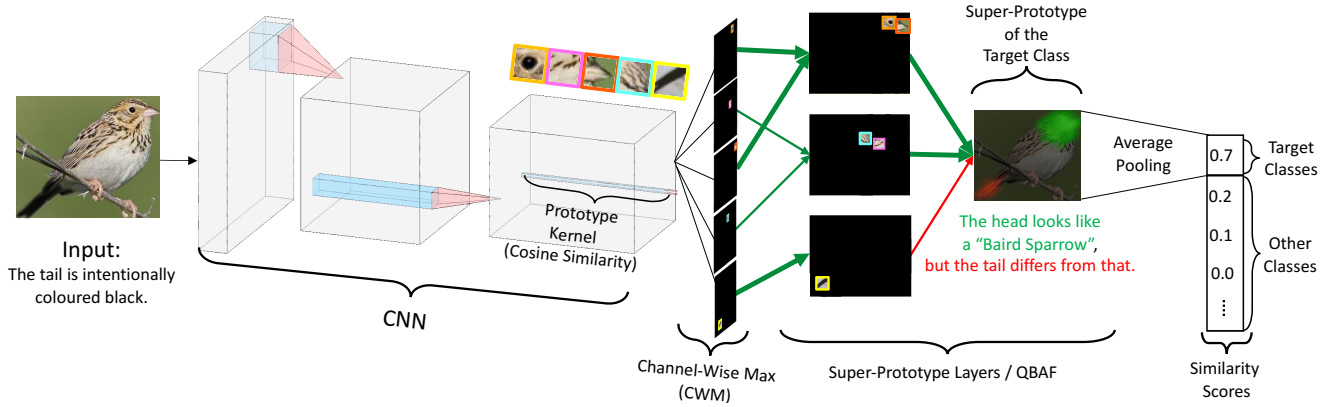 Input:
The tail is intentionally
coloured black.
CNN
Prototype
Kernel
(Cosine Similarity)
Channel-Wise Max
(CWM)
Super-Prototype Layers / QBAF
Super-Prototype
of the
Target Class
The head looks like
a “Baird Sparrow”,
but the tail differs from that.
Average
Pooling
0.7
0.2
0.1
0.0
Target
Classes
Other
Classes
Similarity
Scores